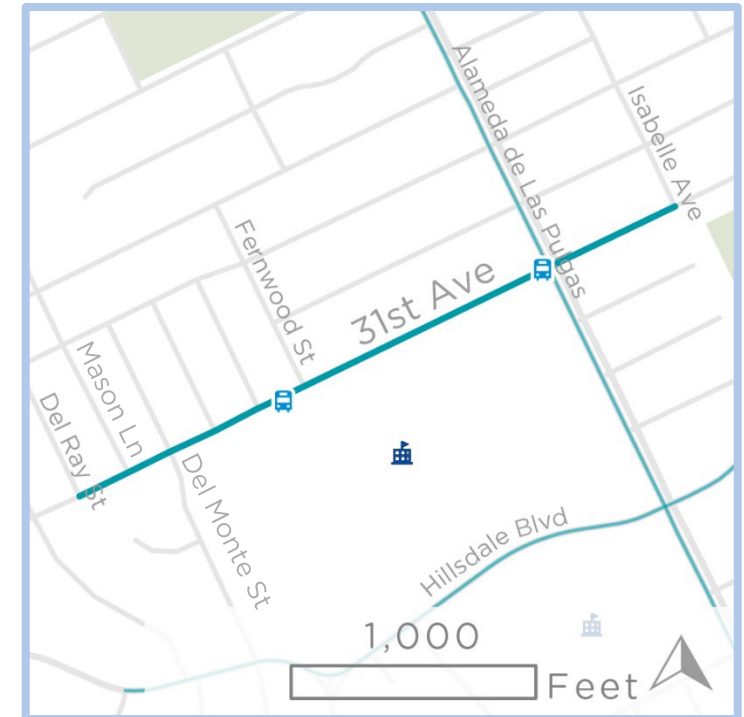 Alameda de Las Pulgas
Isabelle Ave
Fernwood St
31st Ave
Mason Ln
Del Ray St
Del Monte St
Hillsdale Blvd
1,000
Feet